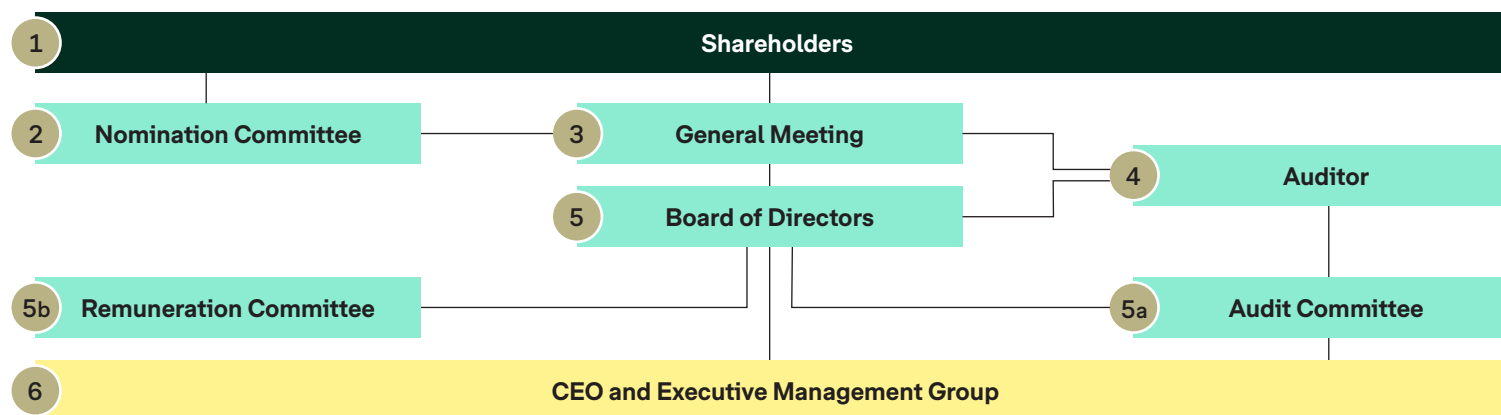 1 Shareholders
2 Nomination Committee
3 General Meeting
4 Auditor
5 Board of Directors
5b Remuneration Committee
5a Audit Committee
6 CEO and Executive Management Group